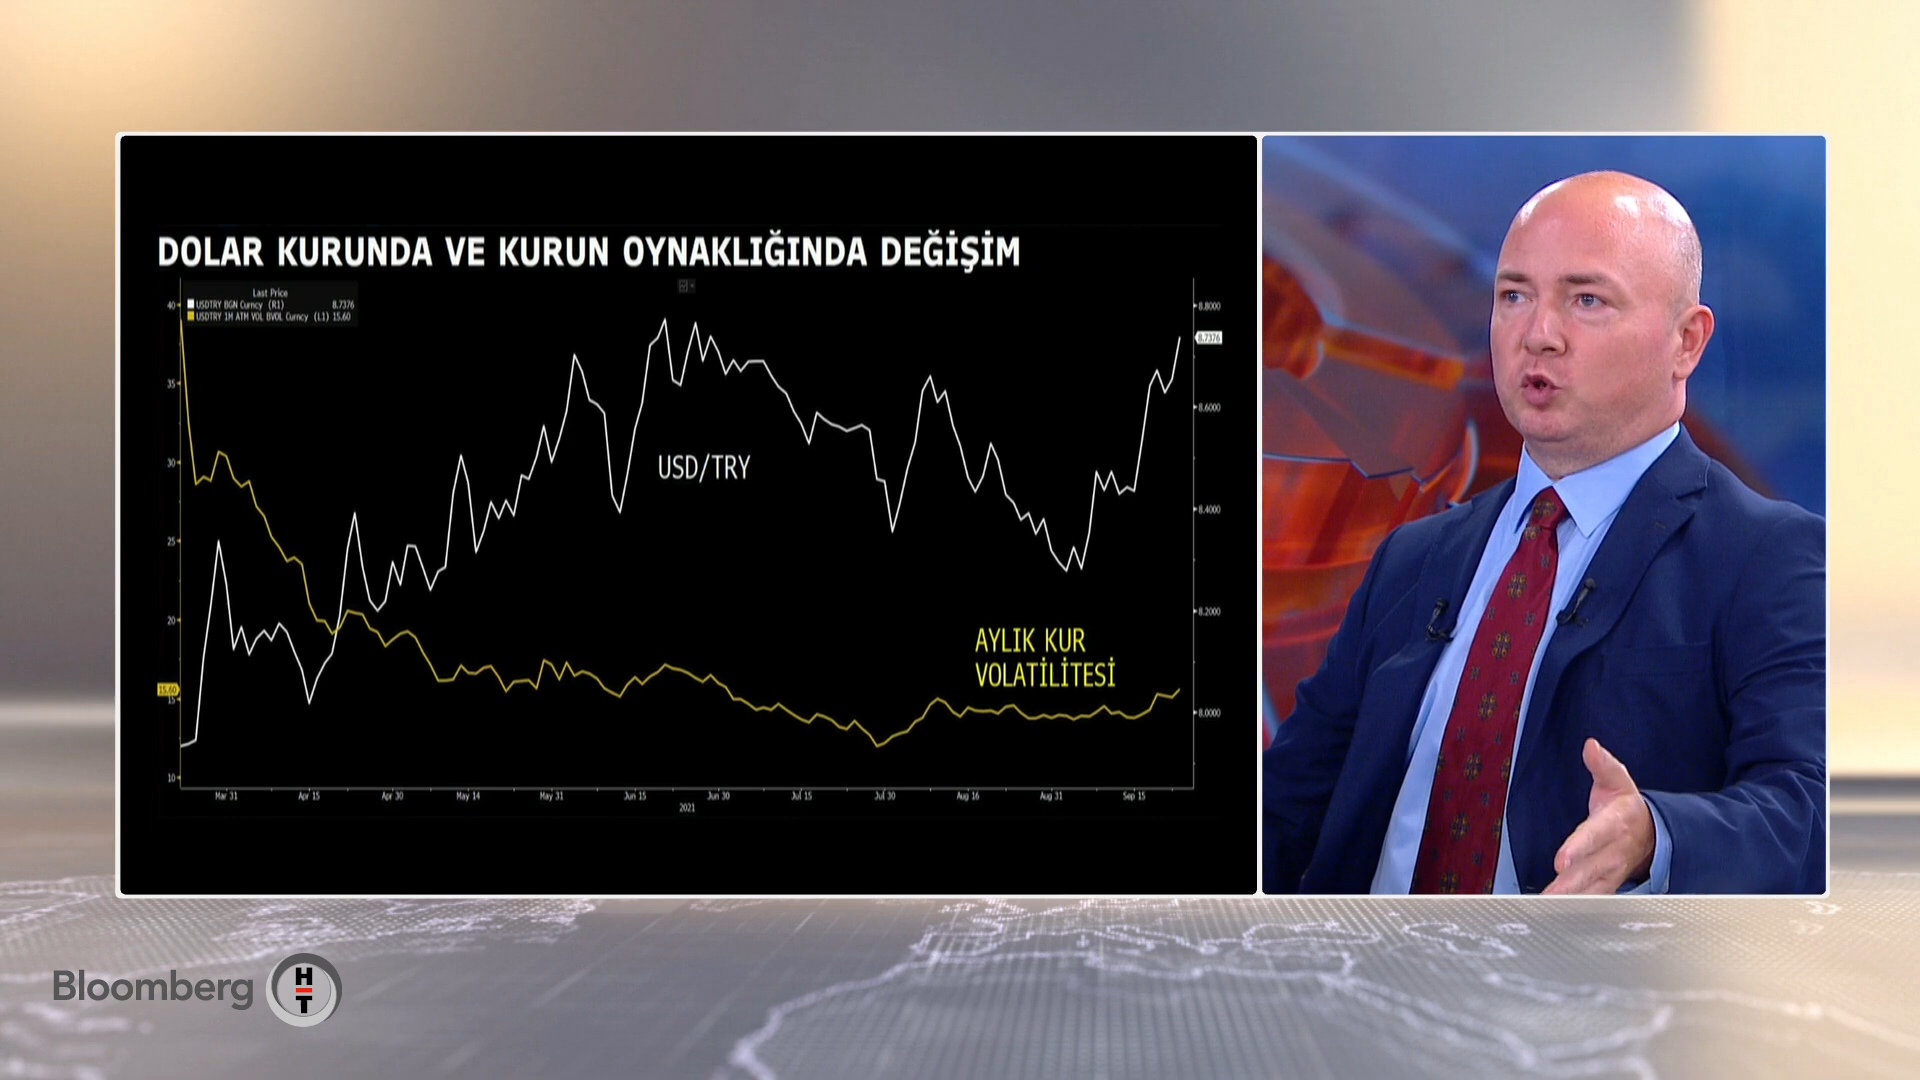 DOLAR KURUNDA VE KURUN OYNAKLIĞINDA DEĞİŞİM
Last Price
USDTRY BGN Curncy (R1) 8.7376
USDTRY 1M ATM VOL BVOL Curncy (L1) 15.60
40
35
30
25
20
15.60
15
10
8.8000
8.7376
8.6000
8.4000
8.2000
8.0000
USD/TRY
AYLIK KUR
VOLATİLİTESİ
Mar 31 Apr 15 Apr 30 May 14 May 31 Jun 15 Jun 30 Jul 15 Jul 30 Aug 16 Aug 31 Sep 15
2021
Bloomberg HT